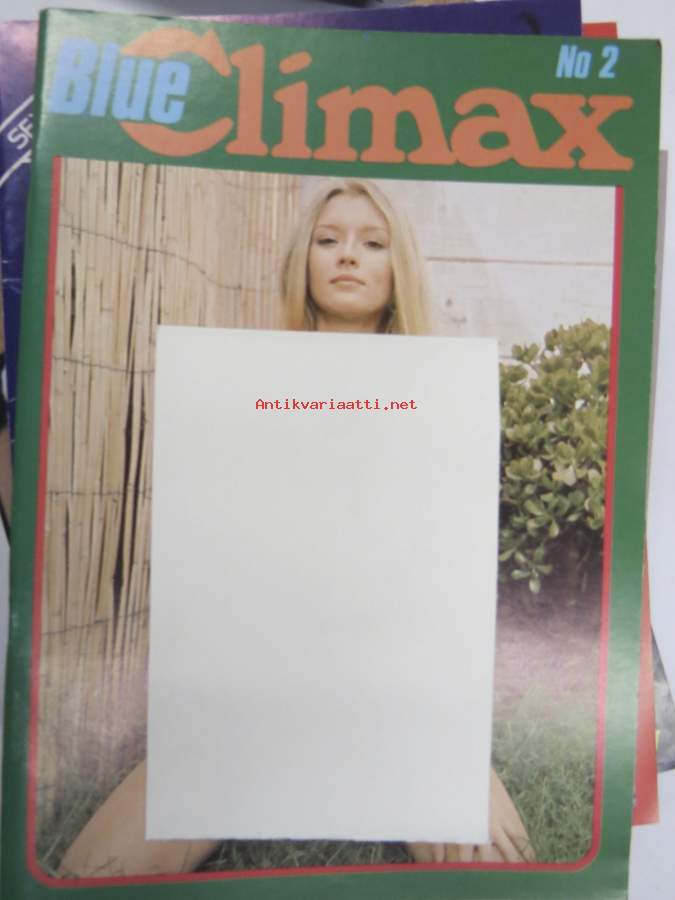 Blue Climax
No 2
Antikvariaatti.net